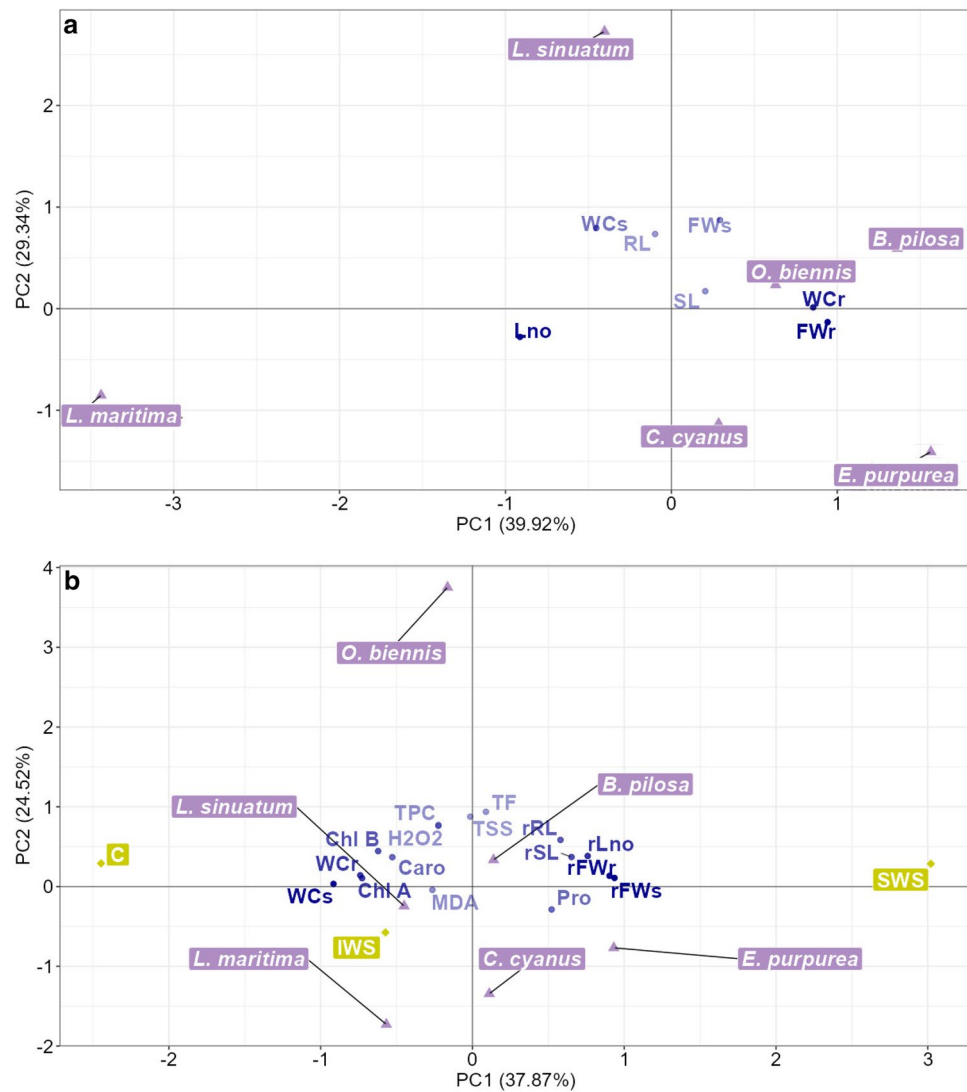 a
L. sinuatum
2
WCs
RL
FWs
B. pilosa
O. biennis
1
SL
WCr
0
FWr
Lno
PC2 (29.34%)
-1
L. maritima
C. cyanus
E. purpurea
-3 -2 -1 0 1
PC1 (39.92%)
b
4
O. biennis
3
2
B. pilosa
L. sinuatum
1
TPC TF
TSS
Chl B H2O2 rRL
C WCr Caro rSL rLno
SWS
WCs Chl A rFWr
0
MDA Pro rFWs
IWS
PC2 (24.52%)
L. maritima C. cyanus E. purpurea
-1
-2
-2 -1 0 1 2 3
PC1 (37.87%)